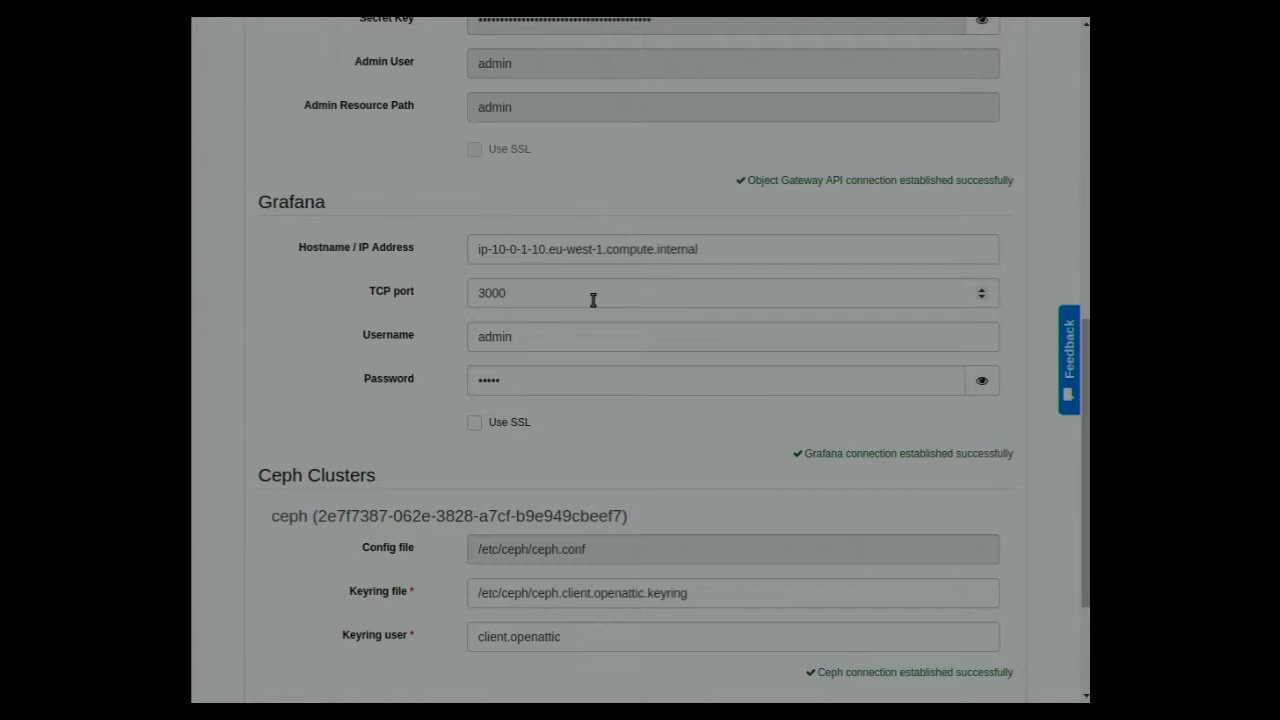 Secret Key
Admin User admin
Admin Resource Path admin
Use SSL
Object Gateway API connection established successfully
Grafana
Hostname / IP Address ip-10-0-1-10.eu-west-1.compute.internal
TCP port 3000
Username admin
Password •••••
Use SSL
Grafana connection established successfully
Feedback
Ceph Clusters
ceph (2e7f7387-062e-3828-a7cf-b9e949cbeef7)
Config file /etc/ceph/ceph.conf
Keyring file * /etc/ceph/ceph.client.openattic.keyring
Keyring user * client.openattic
Ceph connection established successfully